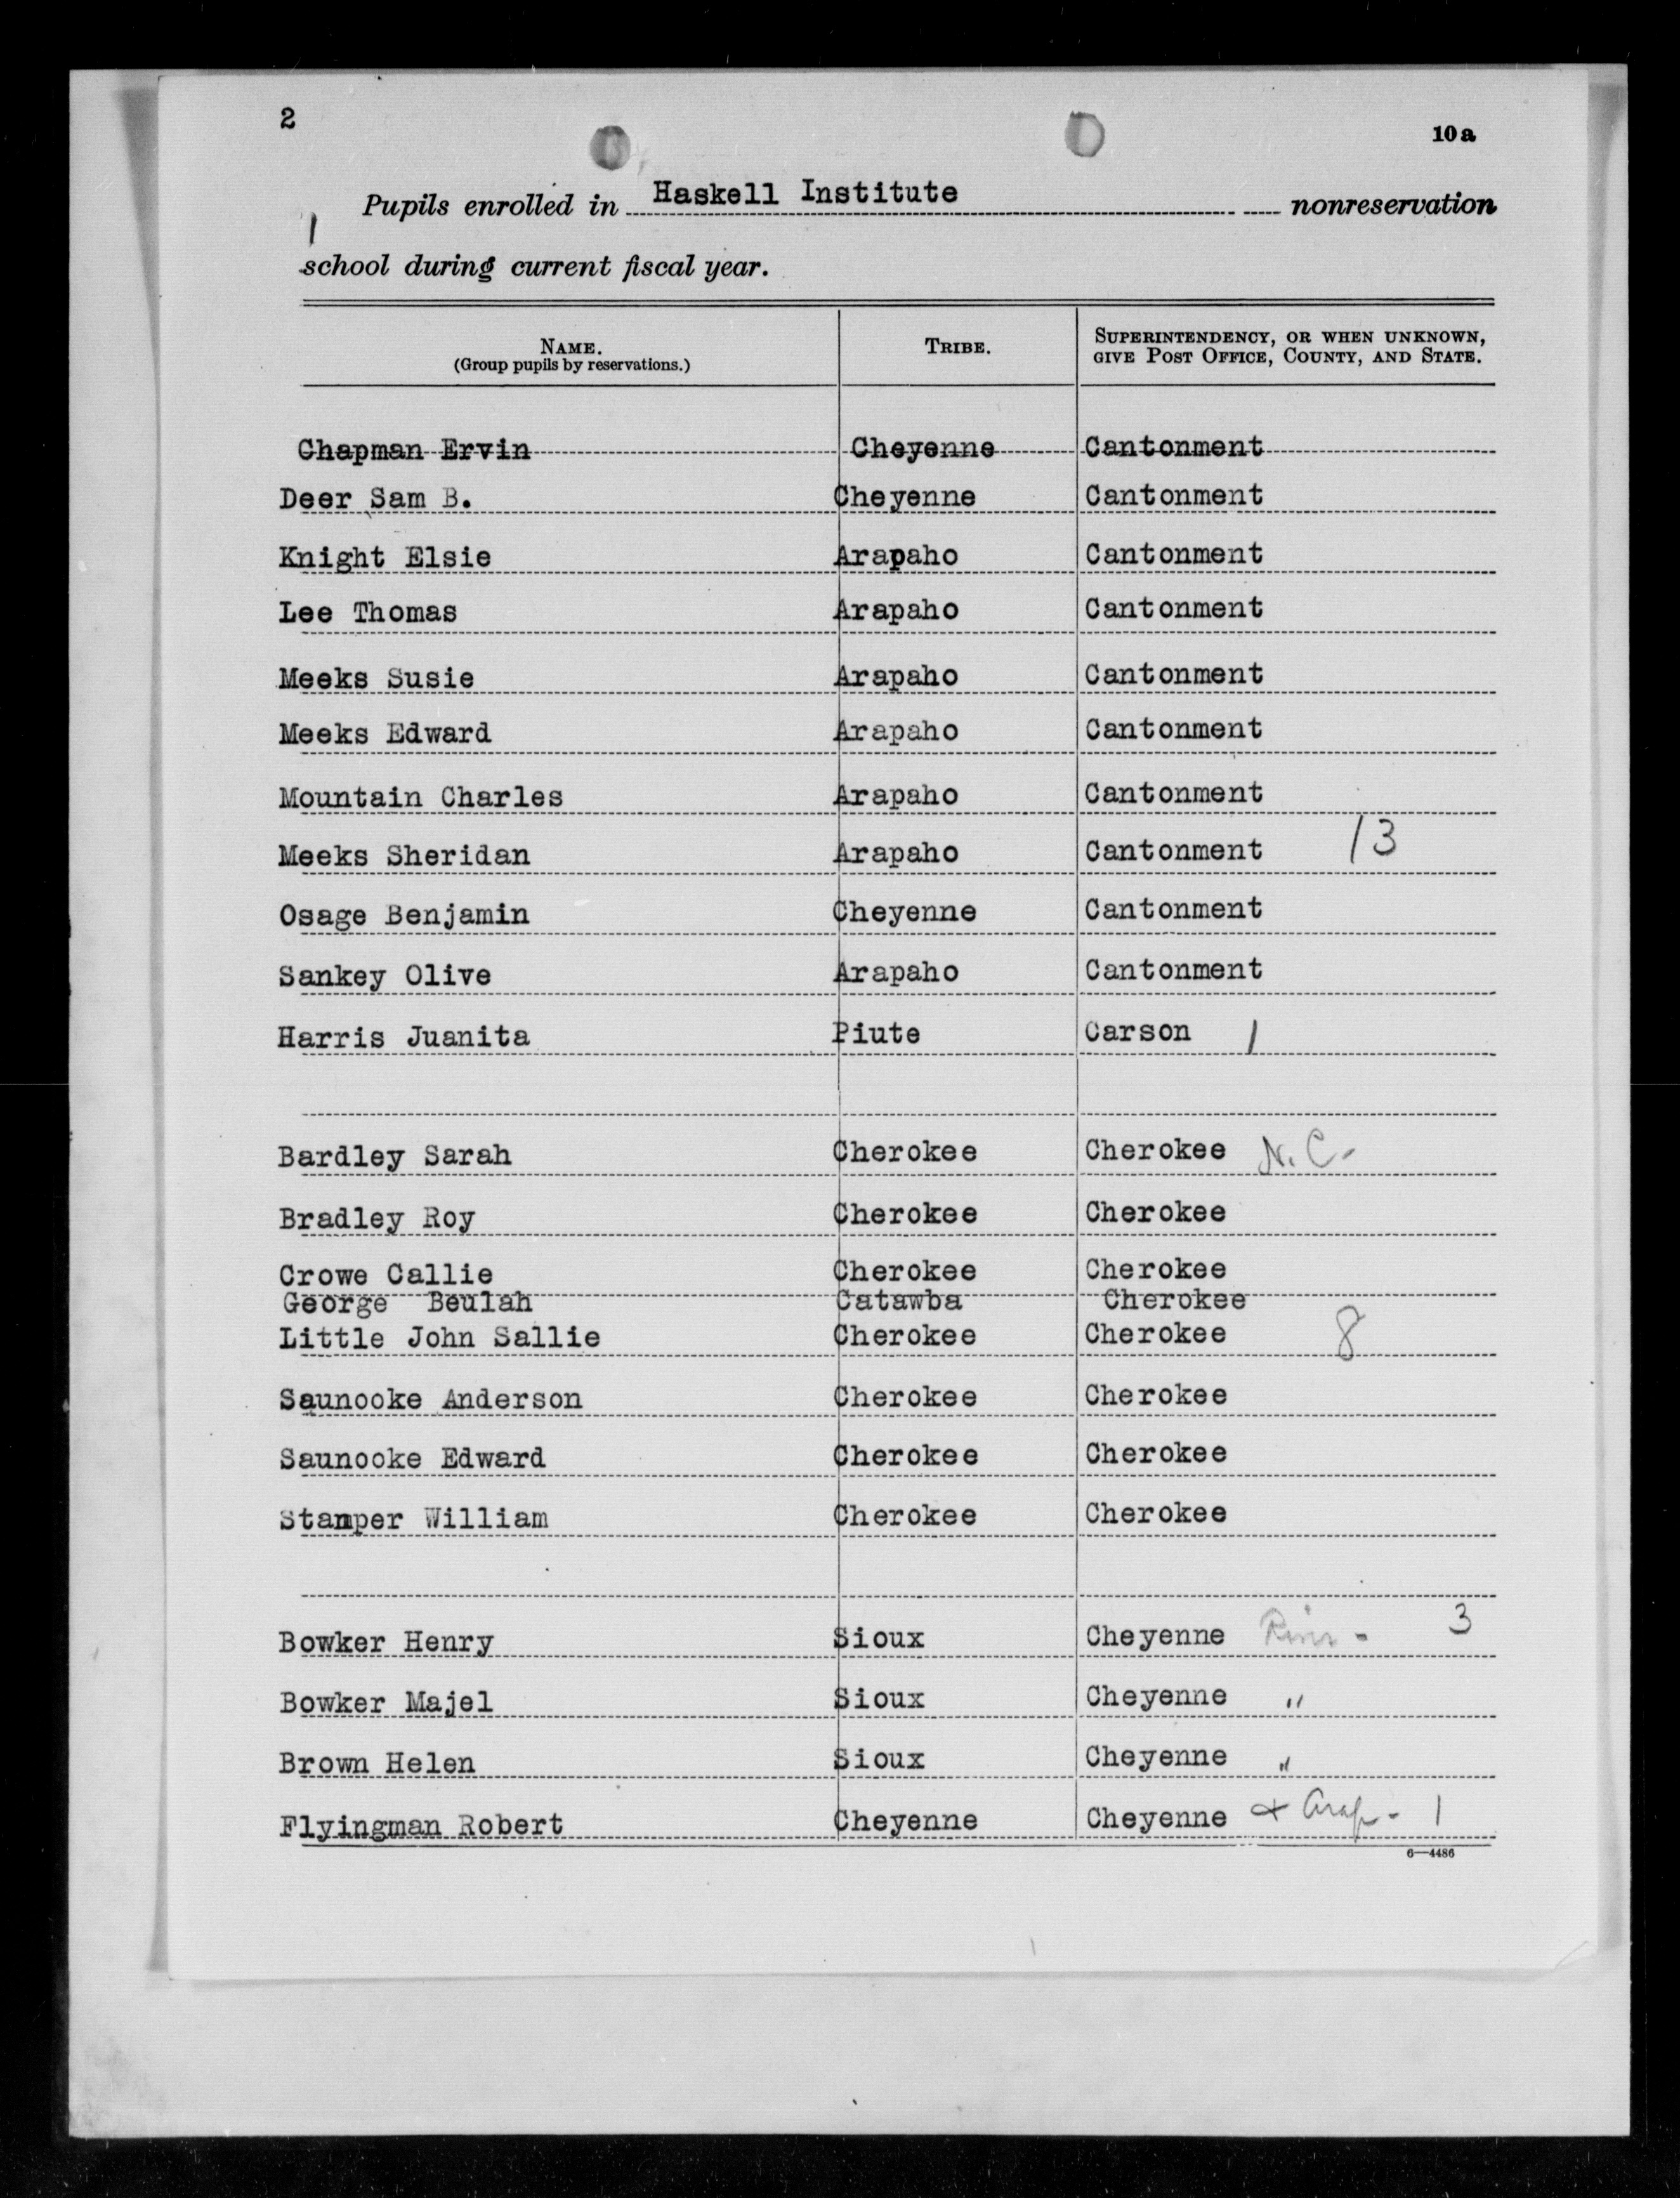 2
10a
Pupils enrolled in Haskell Institute nonreservation
school during current fiscal year.
NAME. (Group pupils by reservations.) TRIBE. SUPERINTENDENCY, OR WHEN UNKNOWN, GIVE POST OFFICE, COUNTY, AND STATE.
Chapman Ervin Cheyenne Cantonment
Deer Sam B. Cheyenne Cantonment
Knight Elsie Arapaho Cantonment
Lee Thomas Arapaho Cantonment
Meeks Susie Arapaho Cantonment
Meeks Edward Arapaho Cantonment
Mountain Charles Arapaho Cantonment
Meeks Sheridan Arapaho Cantonment 13
Osage Benjamin Cheyenne Cantonment
Sankey Olive Arapaho Cantonment
Harris Juanita Piute Carson 1
Bardley Sarah Cherokee Cherokee N.C.
Bradley Roy Cherokee Cherokee
Crowe Callie Cherokee Cherokee
George Beulah Catawba Cherokee
Little John Sallie Cherokee Cherokee 8
Saunooke Anderson Cherokee Cherokee
Saunooke Edward Cherokee Cherokee
Stamper William Cherokee Cherokee
Bowker Henry Sioux Cheyenne River - 3
Bowker Majel Sioux Cheyenne "
Brown Helen Sioux Cheyenne "
Flyingman Robert Cheyenne Cheyenne & Arap - 1
6—4486